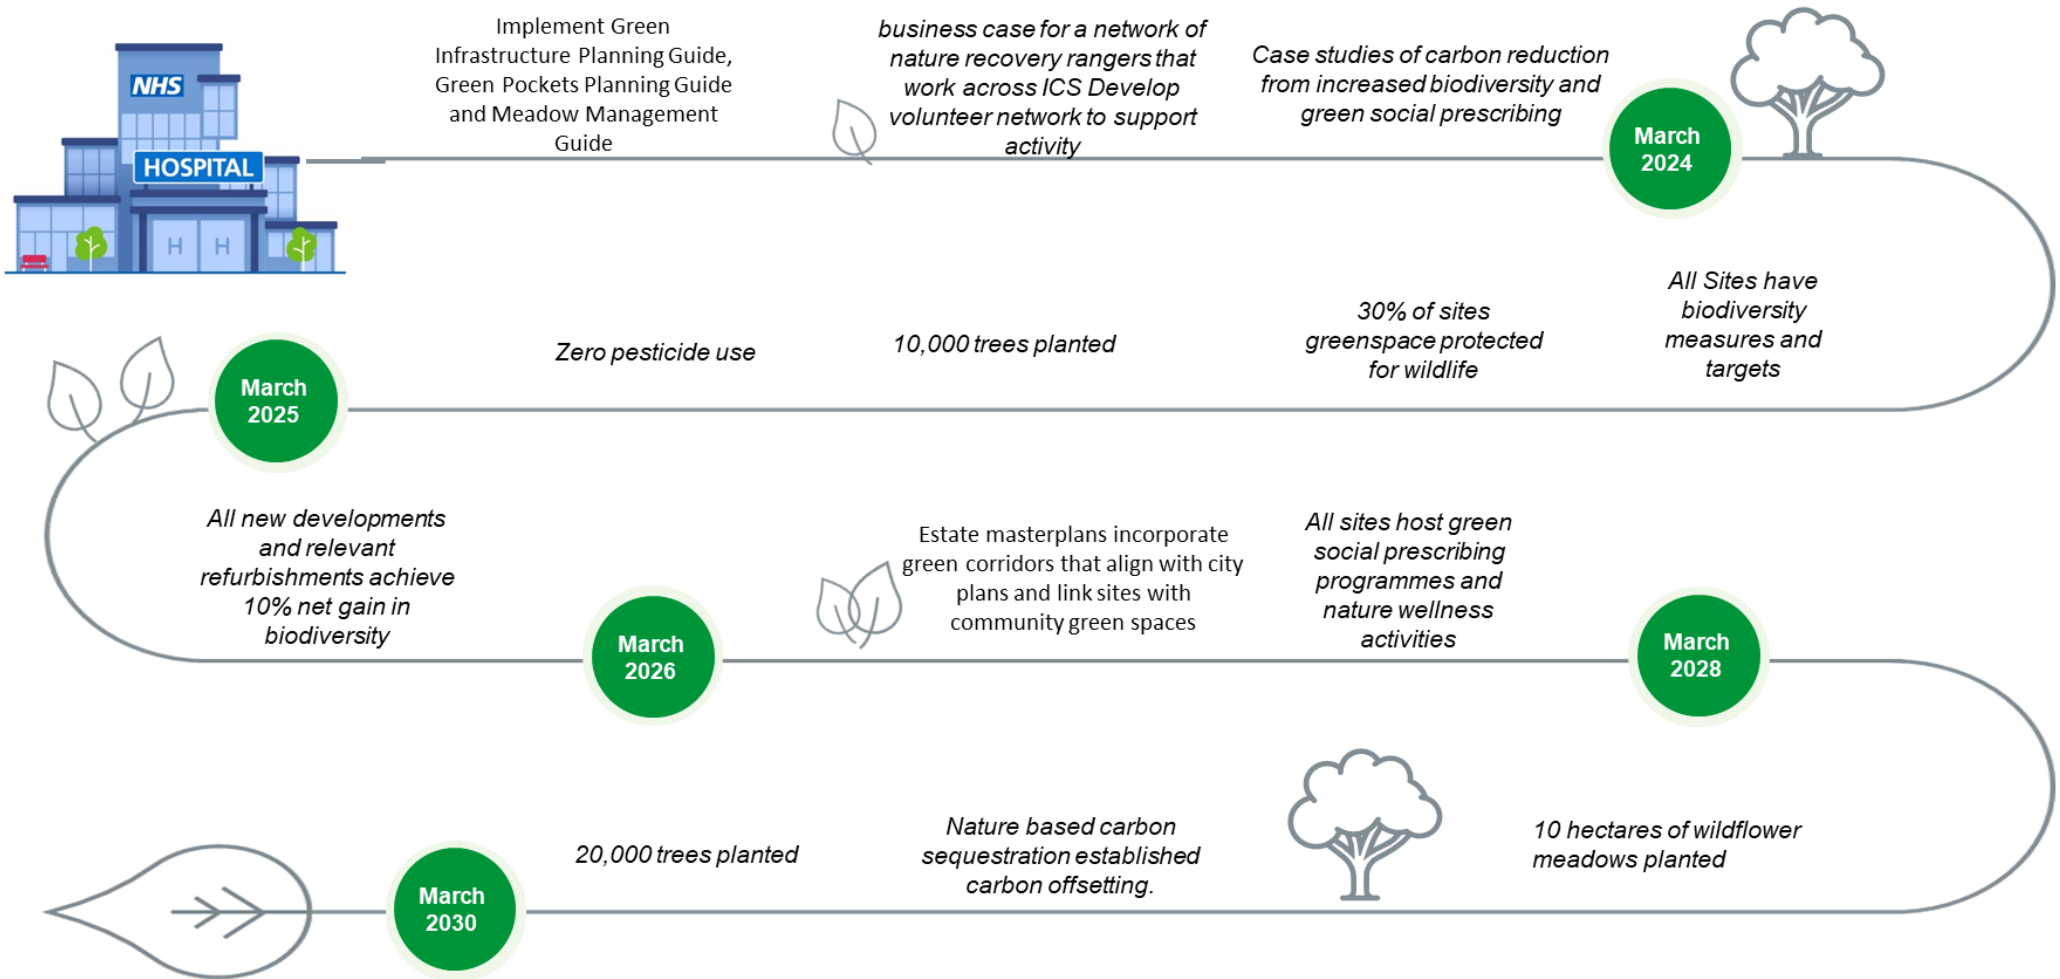 NHS
HOSPITAL
H H
Implement Green
Infrastructure Planning Guide,
Green Pockets Planning Guide
and Meadow Management
Guide
business case for a network of
nature recovery rangers that
work across ICS Develop
volunteer network to support
activity
Case studies of carbon reduction
from increased biodiversity and
green social prescribing
March
2024
All Sites have
biodiversity
measures and
targets
30% of sites
greenspace protected
for wildlife
10,000 trees planted
Zero pesticide use
March
2025
All new developments
and relevant
refurbishments achieve
10% net gain in
biodiversity
March
2026
Estate masterplans incorporate
green corridors that align with city
plans and link sites with
community green spaces
All sites host green
social prescribing
programmes and
nature wellness
activities
March
2028
10 hectares of wildflower
meadows planted
Nature based carbon
sequestration established
carbon offsetting.
20,000 trees planted
March
2030